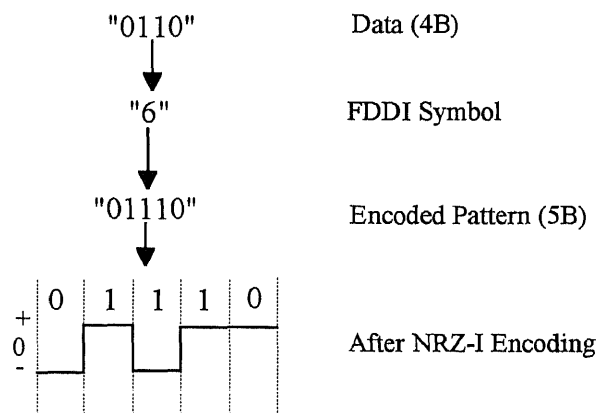 "0110" Data (4B)
"6" FDDI Symbol
"01110" Encoded Pattern (5B)
0 1 1 1 0
+
0
-
After NRZ-I Encoding